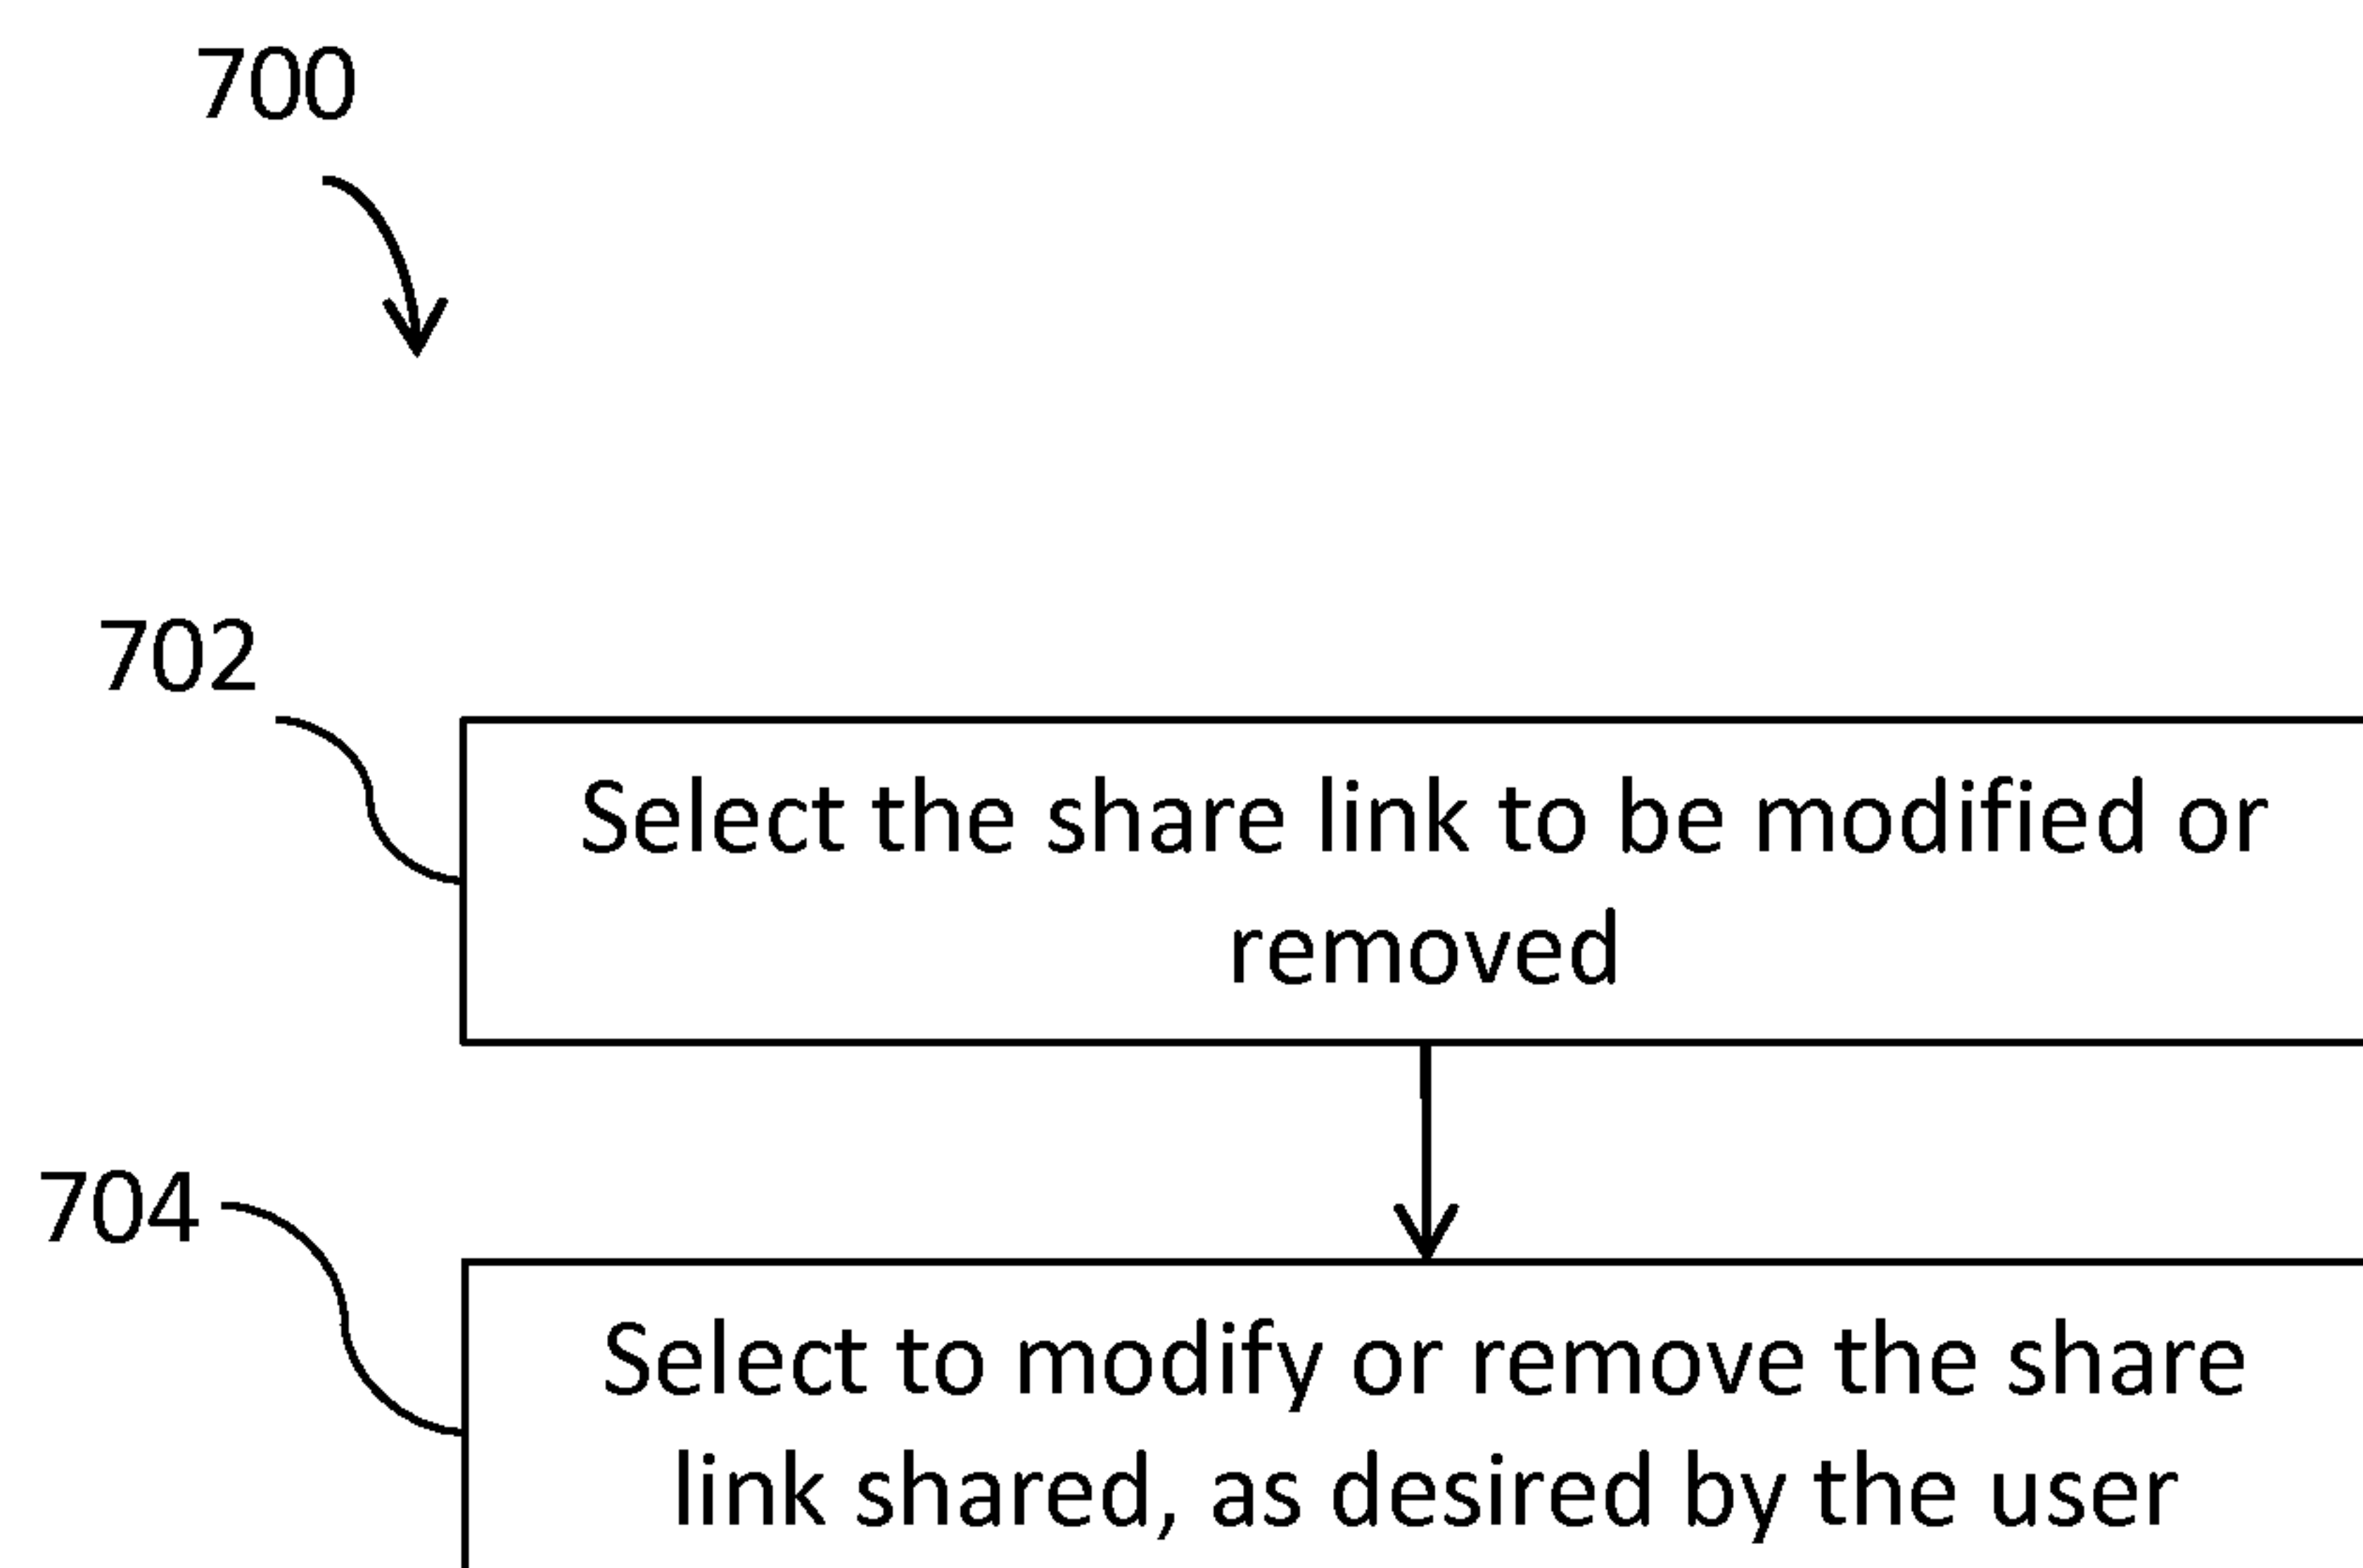 700
702
Select the share link to be modified or
removed
704
Select to modify or remove the share
link shared, as desired by the user